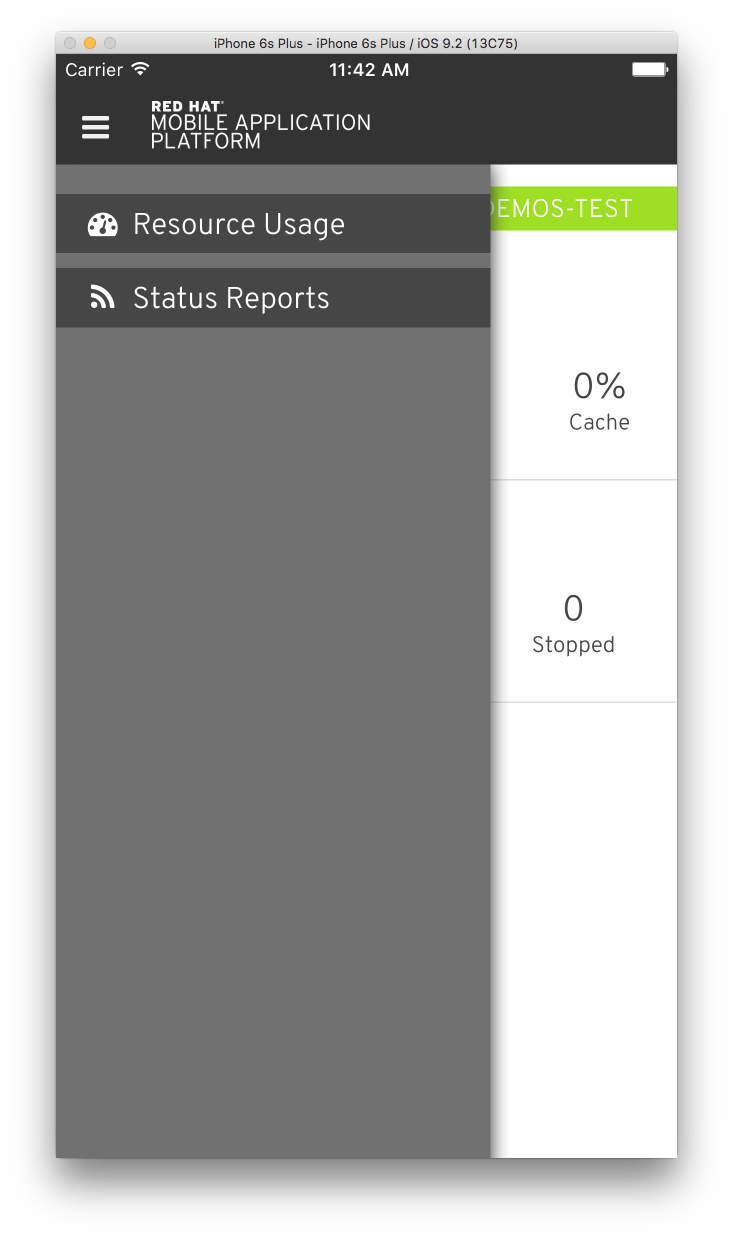 iPhone 6s Plus - iPhone 6s Plus / iOS 9.2 (13C75)
Carrier 11:42 AM
RED HAT
MOBILE APPLICATION
PLATFORM
Resource Usage
DEMOS-TEST
Status Reports
0%
Cache
0
Stopped